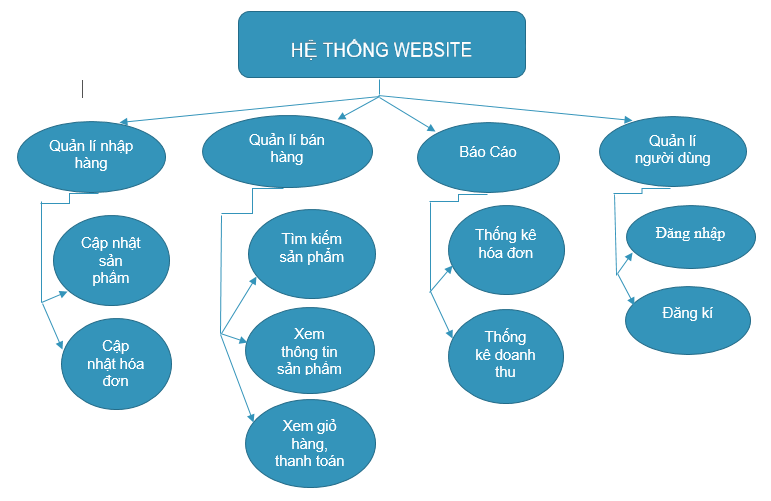 HỆ THỐNG WEBSITE
Quản lí nhập
hàng
Quản lí bán
hàng
Báo Cáo
Quản lí
người dùng
Cập nhật
sản
phẩm
Cập
nhật hóa
đơn
Tìm kiếm
sản phẩm
Xem
thông tin
sản phẩm
Xem giỏ
hàng,
thanh toán
Thống kê
hóa đơn
Thống
kê doanh
thu
Đăng nhập
Đăng kí